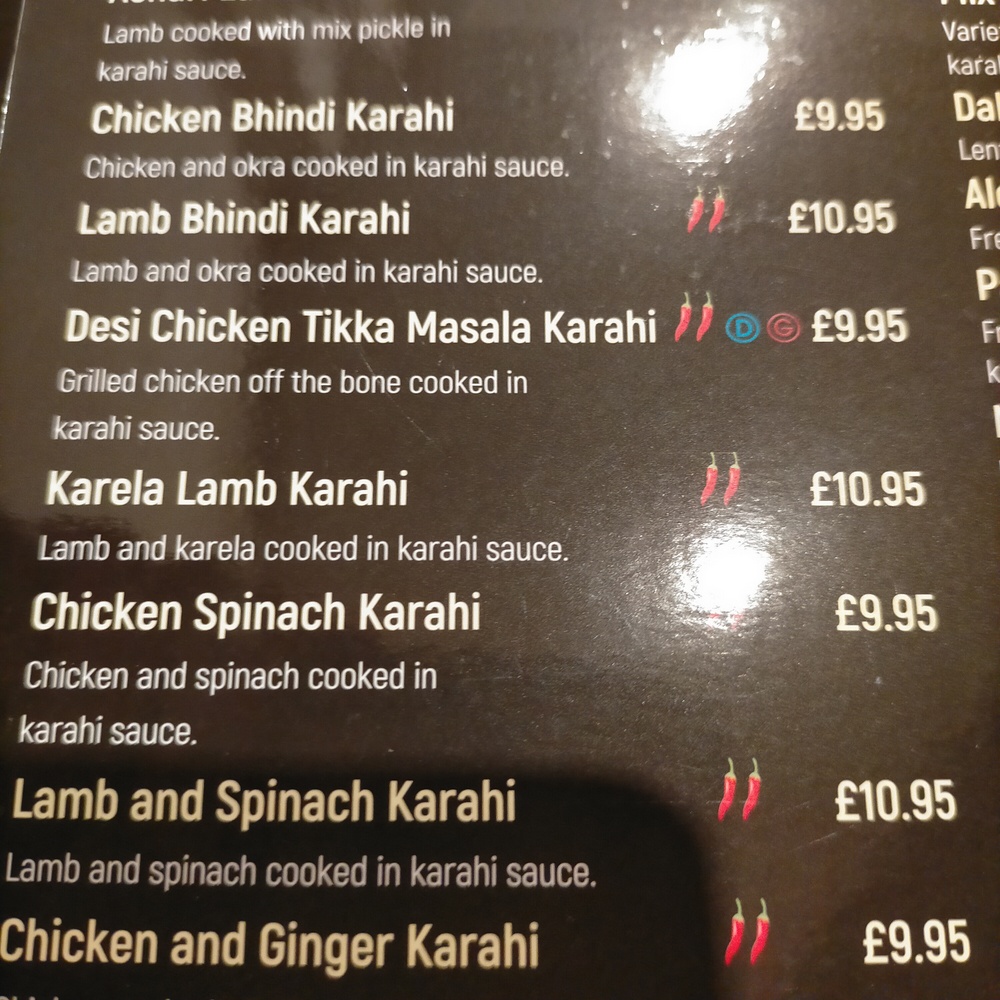 Lamb cooked with mix pickle in
karahi sauce.
Chicken Bhindi Karahi £9.95
Chicken and okra cooked in karahi sauce.
Lamb Bhindi Karahi £10.95
Lamb and okra cooked in karahi sauce.
Desi Chicken Tikka Masala Karahi D G £9.95
Grilled chicken off the bone cooked in
karahi sauce.
Karela Lamb Karahi £10.95
Lamb and karela cooked in karahi sauce.
Chicken Spinach Karahi £9.95
Chicken and spinach cooked in
karahi sauce.
Lamb and Spinach Karahi £10.95
Lamb and spinach cooked in karahi sauce.
Chicken and Ginger Karahi £9.95